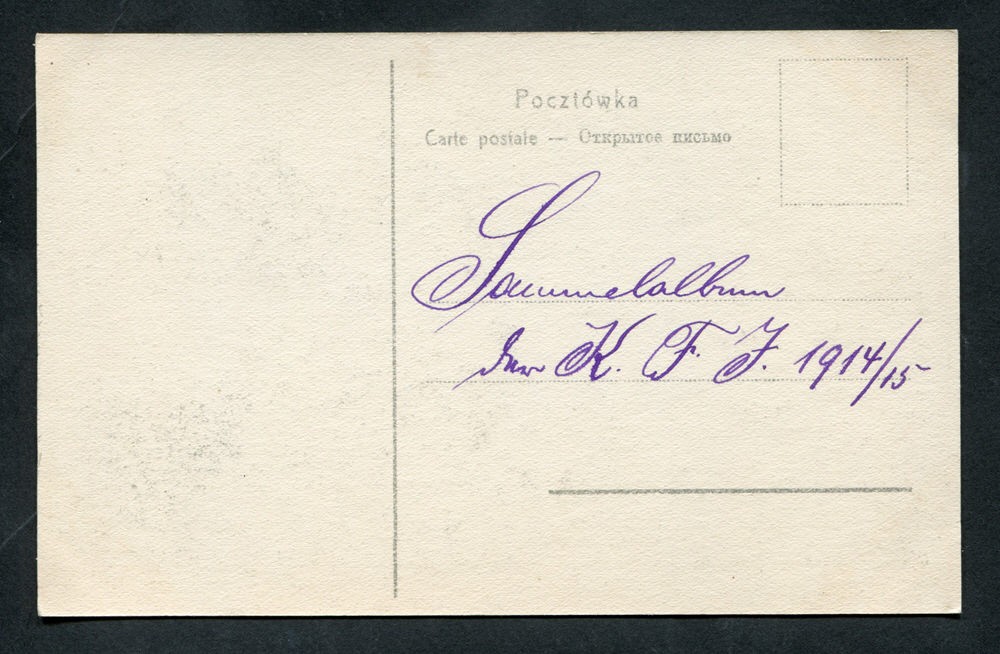 Pocztówka
Carte postale — Открытое письмо
Sammelalbum
der K. F. J. 1914/15